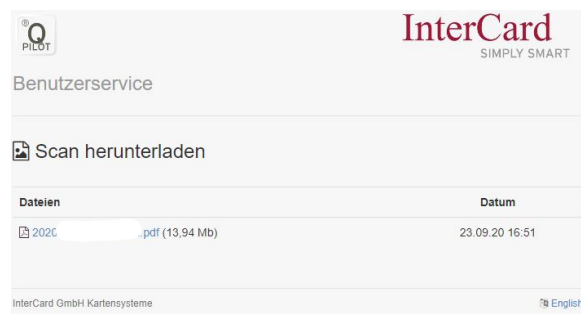 ® Q
PILOT
InterCard
SIMPLY SMART
Benutzerservice
Scan herunterladen
Dateien Datum
2020 .pdf (13,94 Mb) 23.09.20 16:51
InterCard GmbH Kartensysteme English